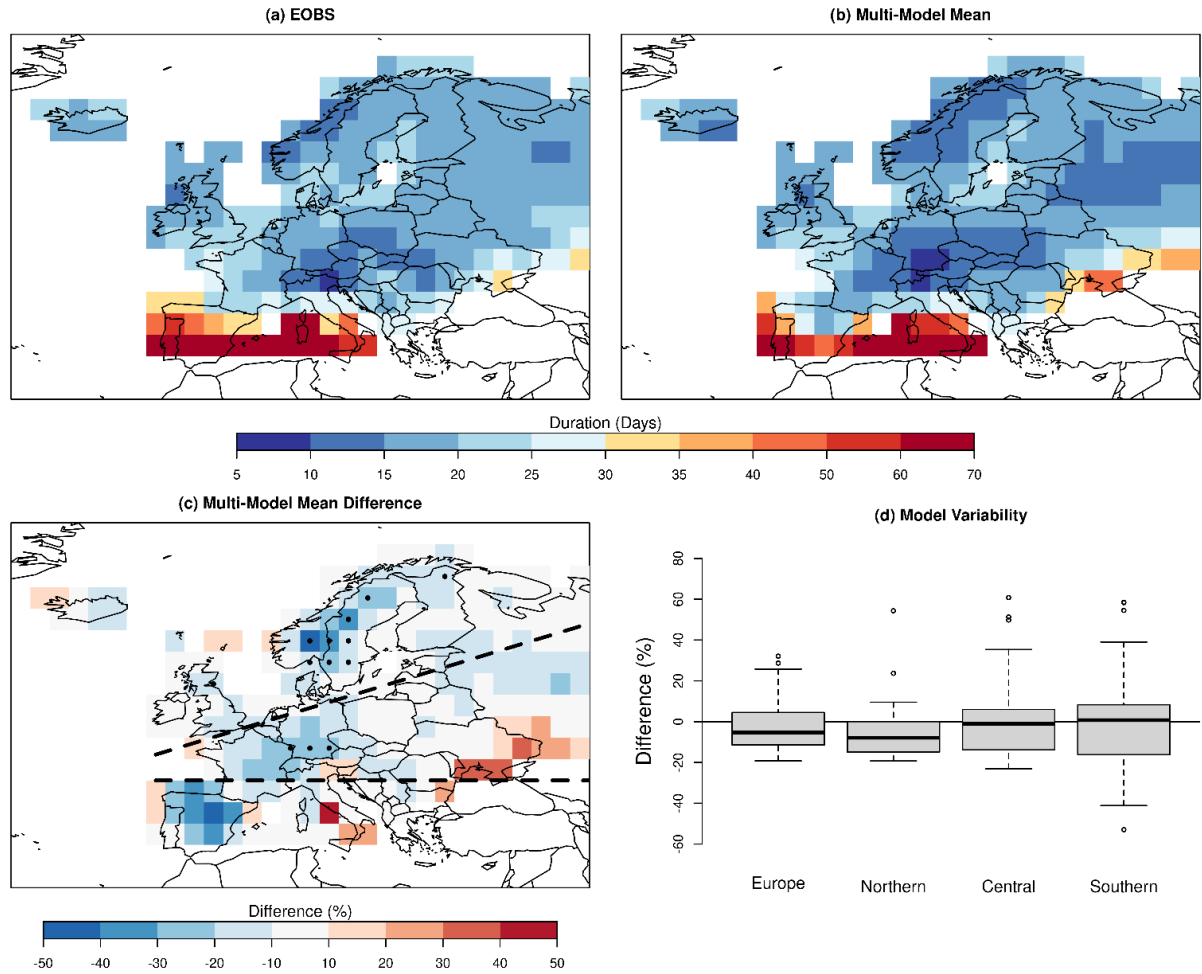 (a) EOBS
(b) Multi-Model Mean
Duration (Days)
5 10 15 20 25 30 35 40 50 60 70
(c) Multi-Model Mean Difference
(d) Model Variability
Difference (%)
80
60
40
20
0
-20
-40
-60
Europe Northern Central Southern
Difference (%)
-50 -40 -30 -20 -10 10 20 30 40 50